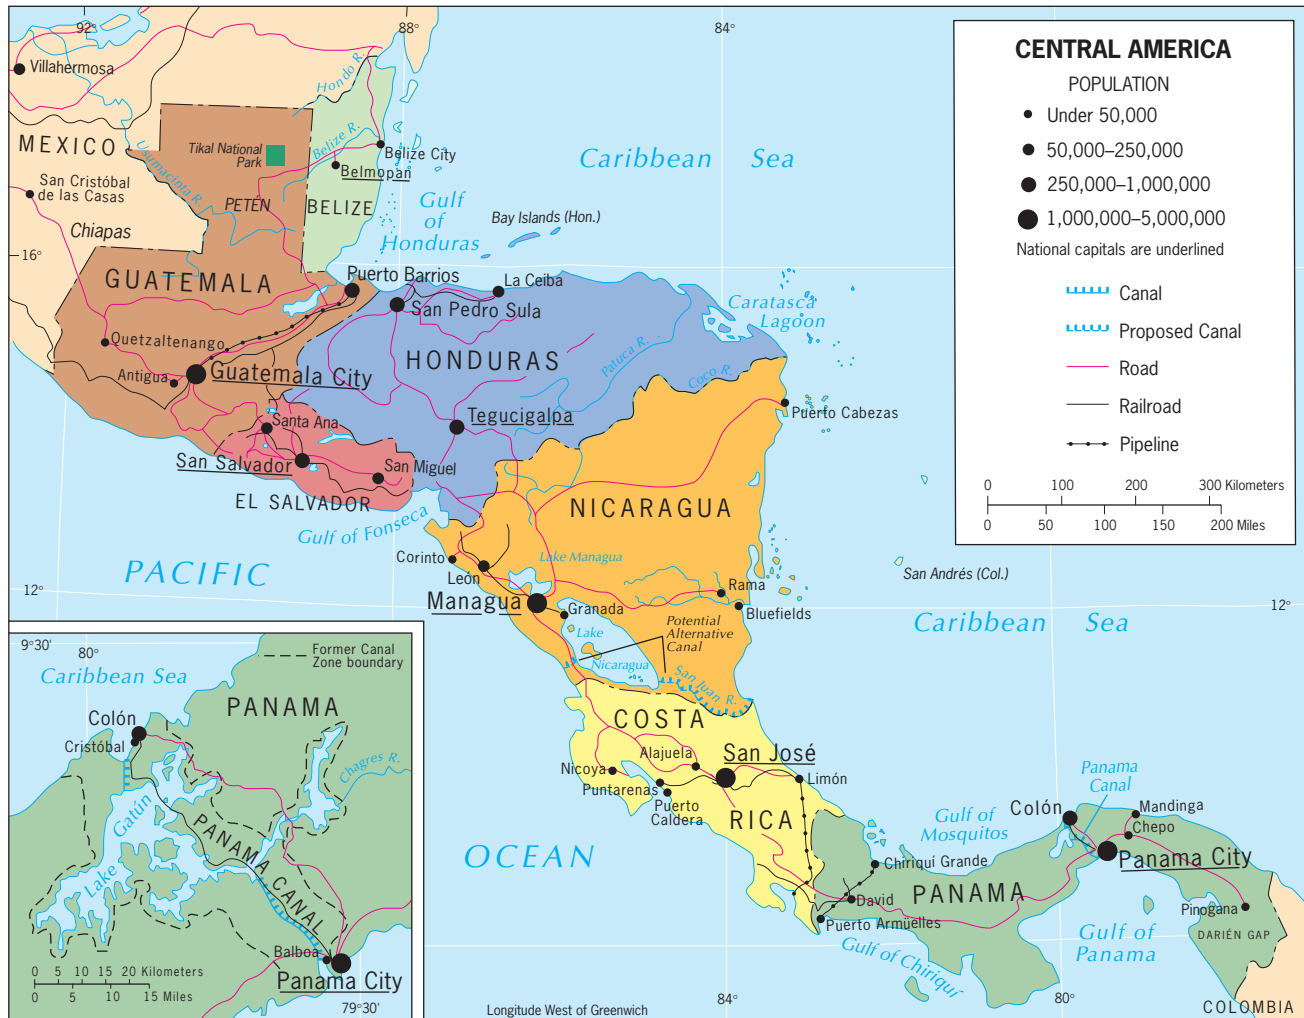 92°
88°
84°
Villahermosa
Hondo R.
MEXICO
Usumacinta R.
Tikal National
Park
Belize R.
Belize City
Belmopan
San Cristóbal
de las Casas
PETÉN
BELIZE
Chiapas
Gulf
of
Honduras
Bay Islands (Hon.)
Caribbean Sea
16°
GUATEMALA
Puerto Barrios
La Ceiba
San Pedro Sula
Caratasca
Lagoon
Quetzaltenango
HONDURAS
Patuca R.
Coco R.
Antigua
Guatemala City
Tegucigalpa
Puerto Cabezas
Santa Ana
San Salvador
San Miguel
EL SALVADOR
Gulf of Fonseca
NICARAGUA
Corinto
León
Lake Managua
PACIFIC
Managua
Granada
Rama
Bluefields
San Andrés (Col.)
12°
12°
Potential
Alternative
Canal
Lake
Nicaragua
San Juan R.
Caribbean Sea
COSTA
San José
Alajuela
Nicoya
Puntarenas
Puerto
Caldera
Limón
RICA
OCEAN
Gulf of
Mosquitos
Panama
Canal
Colón
Mandinga
Chepo
Panama City
Chiriquí Grande
PANAMA
David
Puerto Armüelles
Gulf of Chiriquí
Gulf of
Panama
Pinogana
DARIÉN GAP
COLOMBIA
84°
80°
Longitude West of Greenwich
CENTRAL AMERICA
POPULATION
Under 50,000
50,000–250,000
250,000–1,000,000
1,000,000–5,000,000
National capitals are underlined
Canal
Proposed Canal
Road
Railroad
Pipeline
0 100 200 300 Kilometers
0 50 100 150 200 Miles
9°30'
80°
Former Canal
Zone boundary
Caribbean Sea
PANAMA
Colón
Cristóbal
Chagres R.
Lake Gatún
PANAMA CANAL
Balboa
Panama City
0 5 10 15 20 Kilometers
0 5 10 15 Miles
79°30'